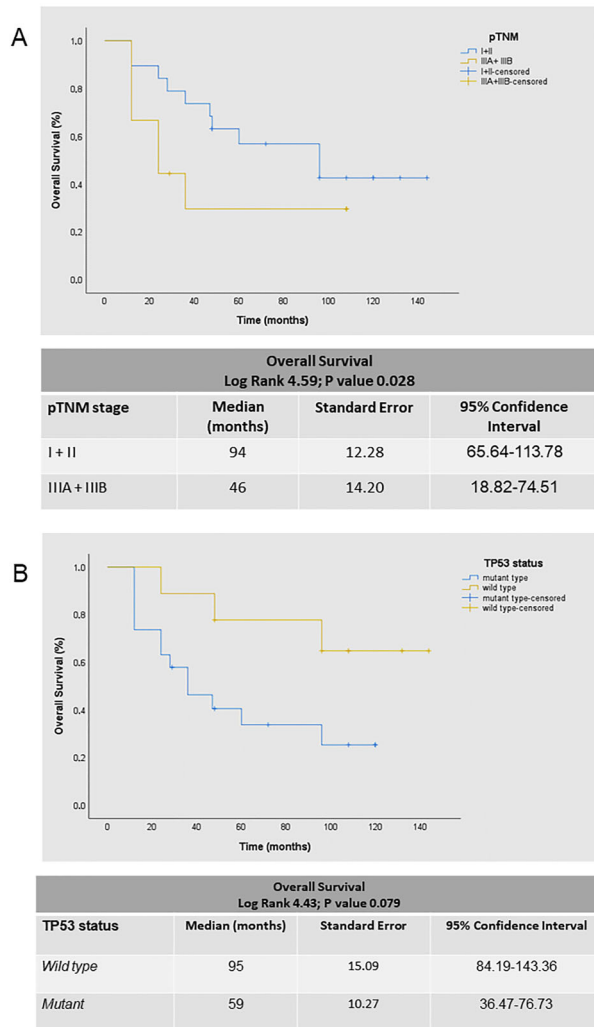 A
pTNM
I+II
IIIA+ IIIB
I+II-censored
IIIA+IIIB-censored
Overall Survival (%)
1.0
0.8
0,6
0.4
0.2
0.0
0 20 40 60 80 100 120 140
Time (months)
Overall Survival
Log Rank 4.59; P value 0.028
pTNM stage Median (months) Standard Error 95% Confidence Interval
I + II 94 12.28 65.64-113.78
IIIA + IIIB 46 14.20 18.82-74.51
B
TP53 status
mutant type
wild type
mutant type-censored
wild type-censored
Overall Survival (%)
1.0
0.8
0.6
0.4
0.2
0.0
0 20 40 60 80 100 120 140
Time (months)
Overall Survival
Log Rank 4.43; P value 0.079
TP53 status Median (months) Standard Error 95% Confidence Interval
Wild type 95 15.09 84.19-143.36
Mutant 59 10.27 36.47-76.73